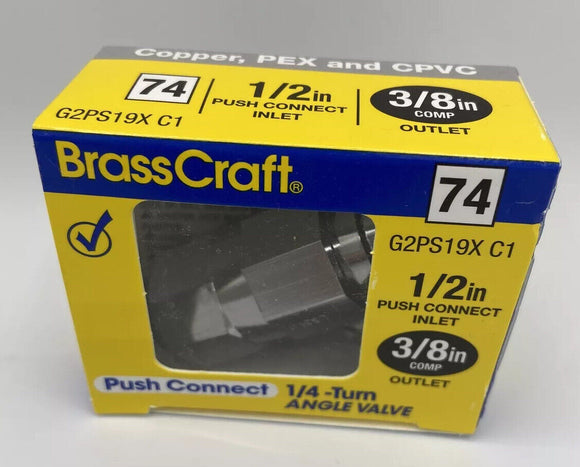 Copper, PEX and CPVC
74
1/2in
PUSH CONNECT
INLET
3/8in
COMP
OUTLET
G2PS19X C1
BrassCraft®
74
G2PS19X C1
1/2in
PUSH CONNECT
INLET
3/8in
COMP
OUTLET
Push Connect
1/4-Turn
ANGLE VALVE